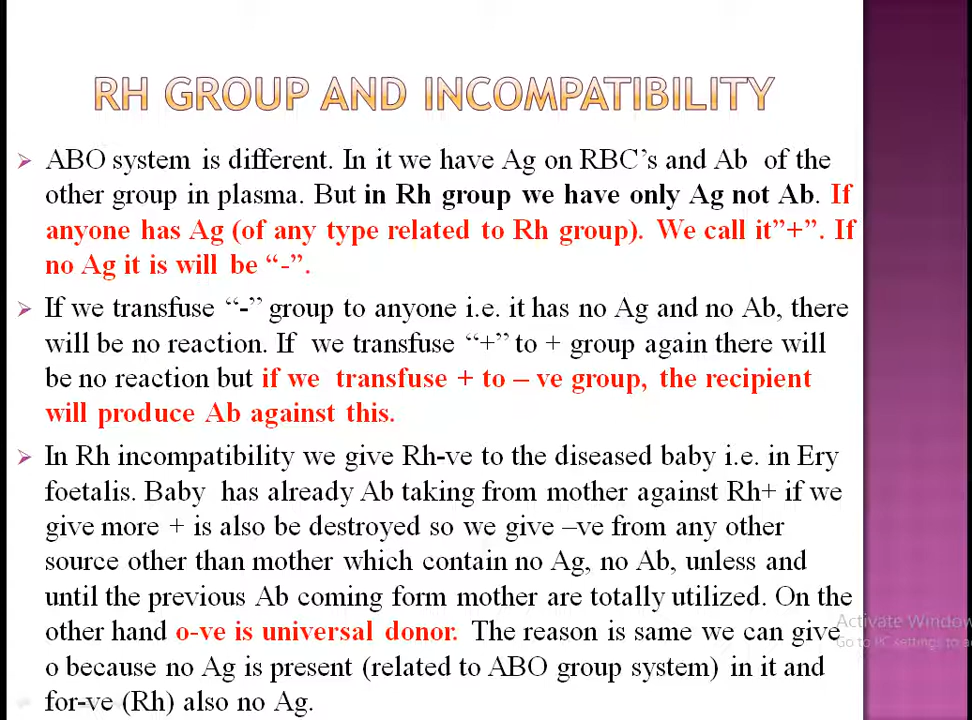 RH GROUP AND INCOMPATIBILITY
➢ ABO system is different. In it we have Ag on RBC’s and Ab of the
other group in plasma. But in Rh group we have only Ag not Ab. If
anyone has Ag (of any type related to Rh group). We call it”+”. If
no Ag it is will be “-”.
➢ If we transfuse “-” group to anyone i.e. it has no Ag and no Ab, there
will be no reaction. If we transfuse “+” to + group again there will
be no reaction but if we transfuse + to – ve group, the recipient
will produce Ab against this.
➢ In Rh incompatibility we give Rh-ve to the diseased baby i.e. in Ery
foetalis. Baby has already Ab taking from mother against Rh+ if we
give more + is also be destroyed so we give –ve from any other
source other than mother which contain no Ag, no Ab, unless and
until the previous Ab coming form mother are totally utilized. On the
other hand o-ve is universal donor. The reason is same we can give
o because no Ag is present (related to ABO group system) in it and
for-ve (Rh) also no Ag.
Activate Window
Go to PC settings to a